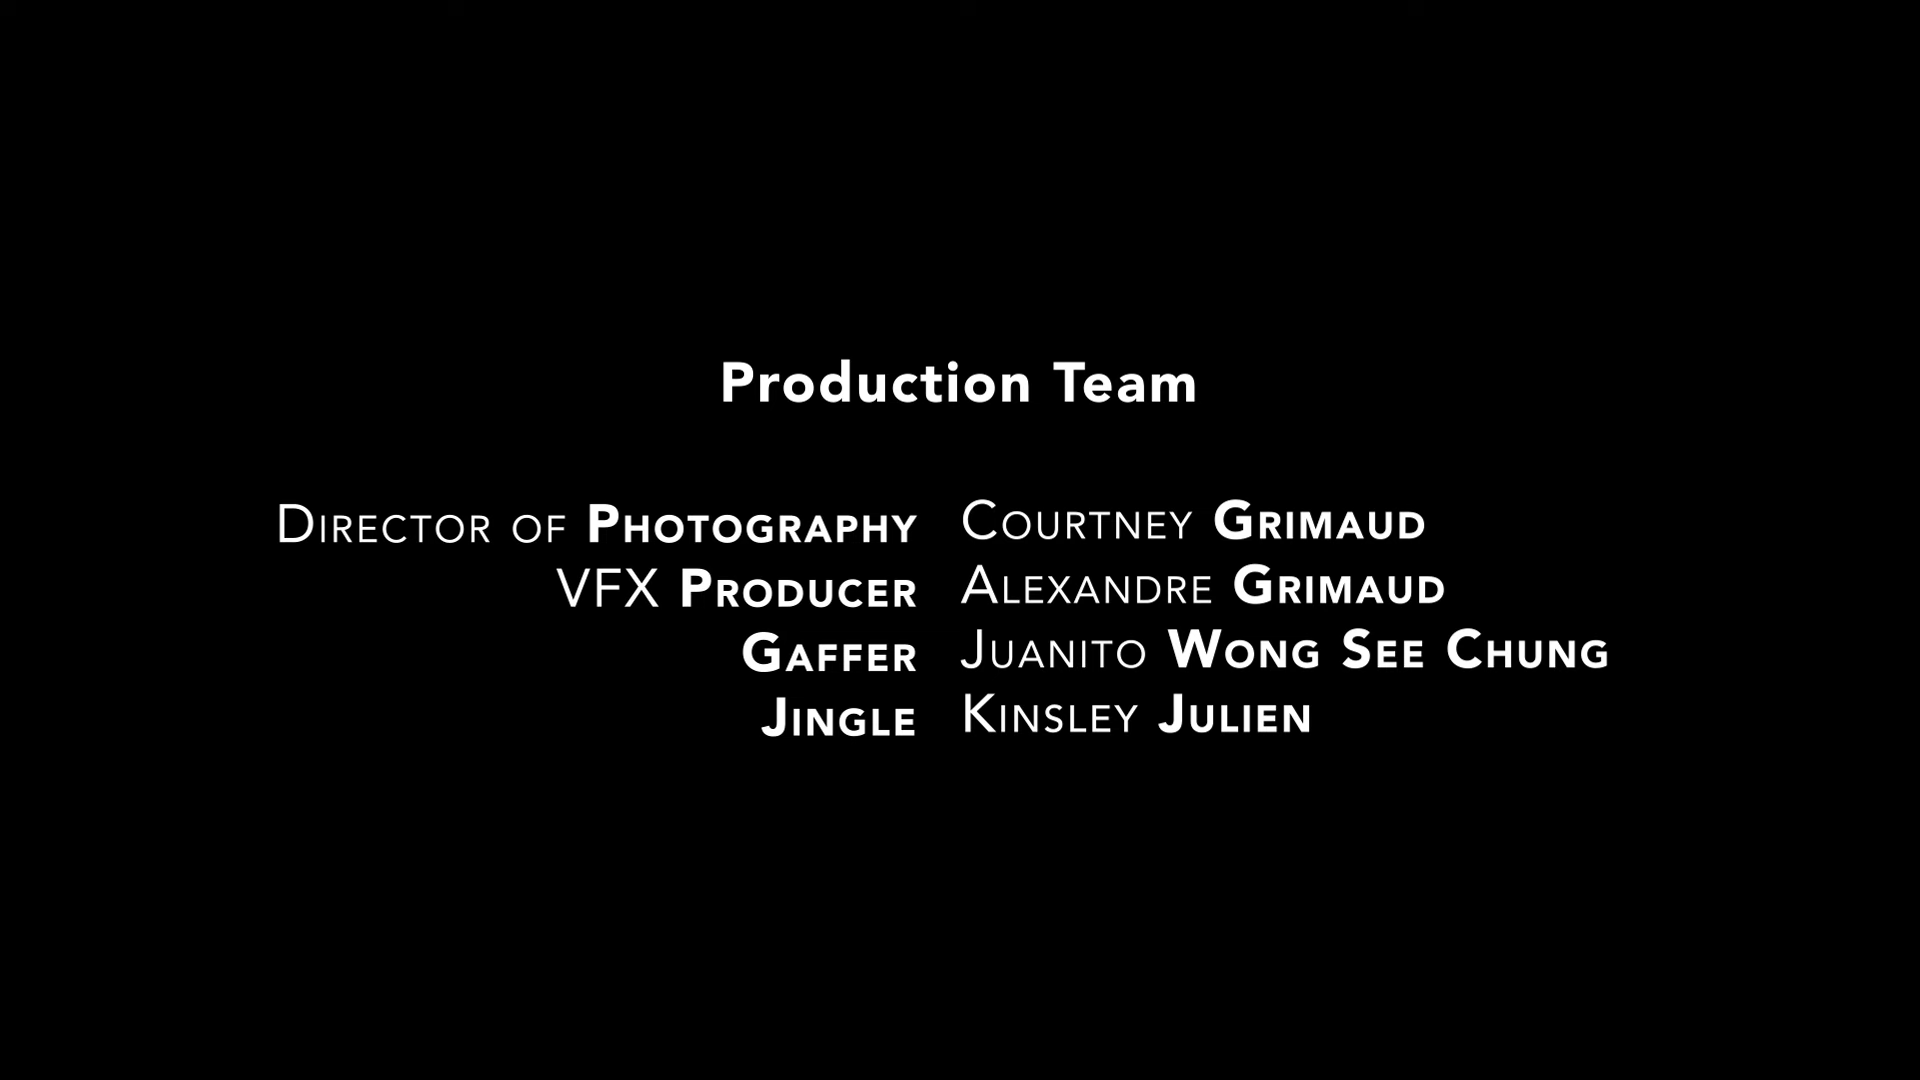 Production Team
Director of Photography Courtney Grimaud
VFX Producer Alexandre Grimaud
Gaffer Juanito Wong See Chung
Jingle Kinsley Julien